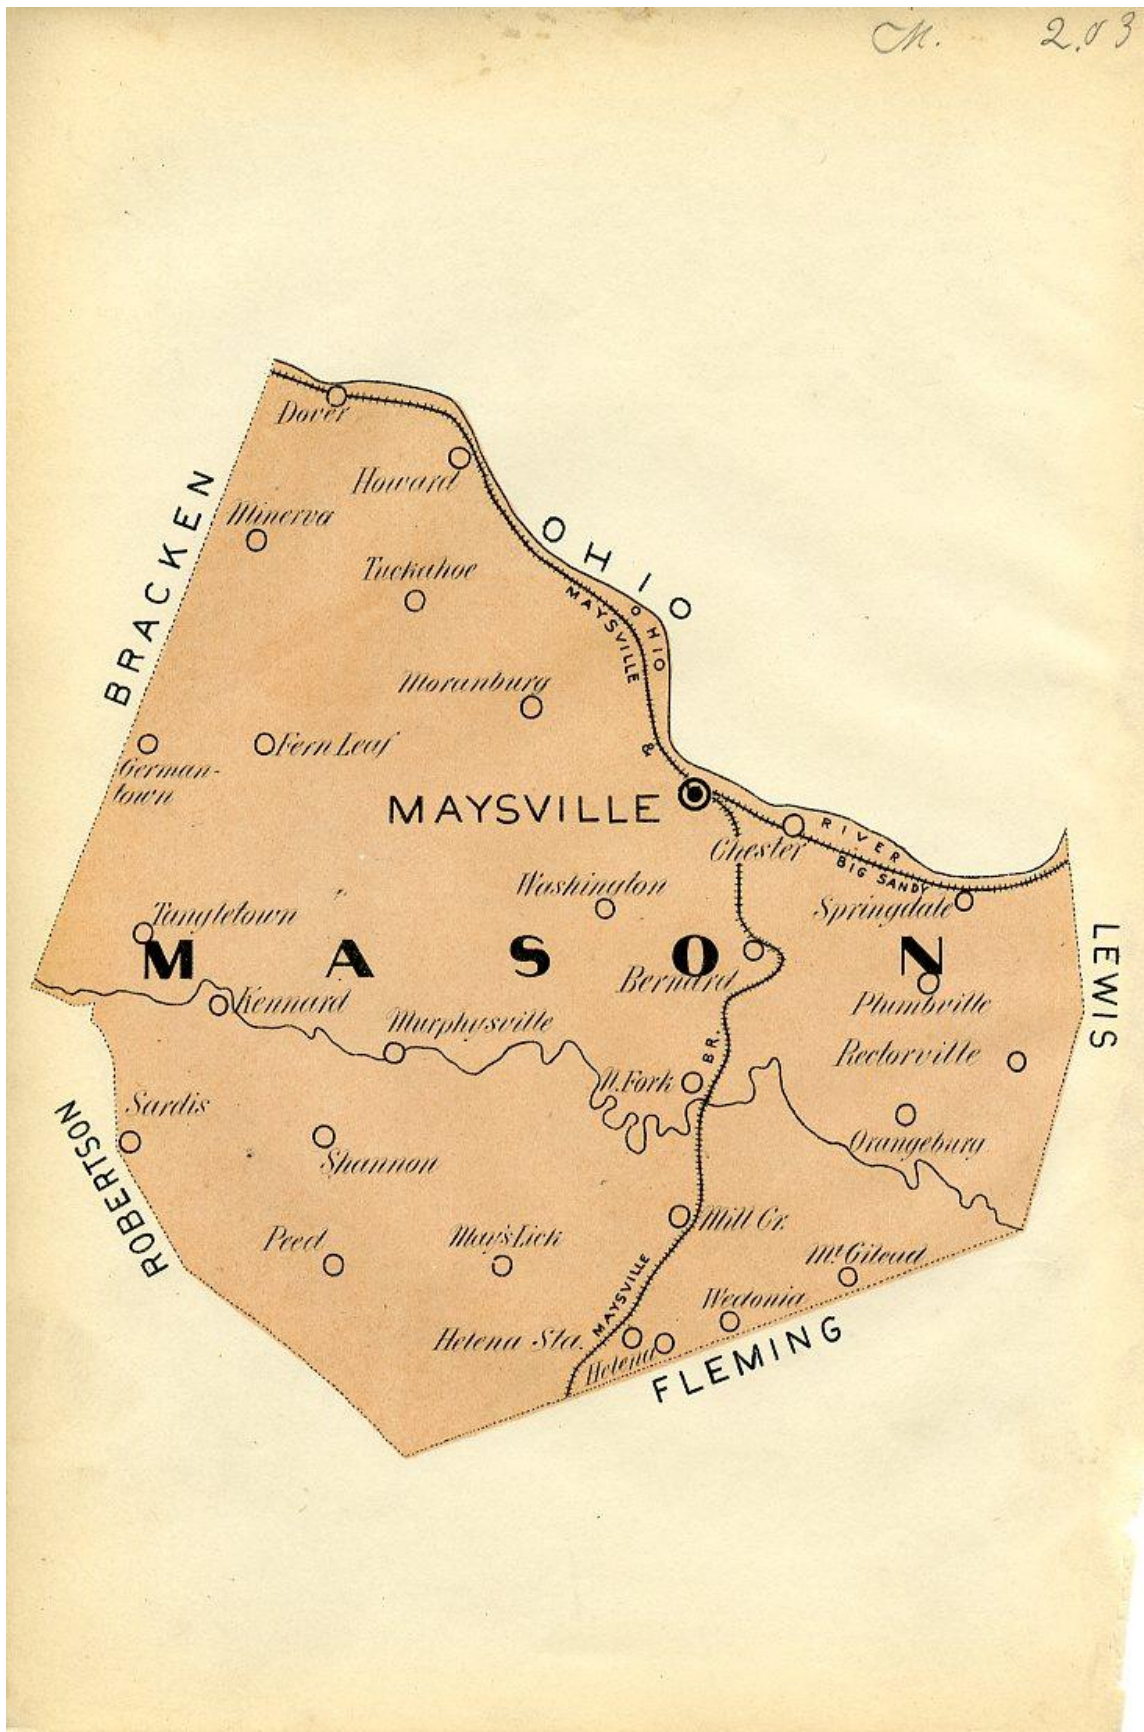 M. 203
Dover
Howard
BRACKEN
Minerva
OHIO
Tuckahoe
MAYSVILLE & BIG SANDY
OHIO RIVER
Moranburg
German-
town
Fern Leaf
MAYSVILLE
Chester
Washington
Springdale
Tangletown
MASON
Bernard
LEWIS
Kennard
Plumbville
Murphysville
BR.
Rectorville
N. Fork
Sardis
ROBERTSON
Orangeburg
Shannon
Mill Cr.
Peed
May's Lick
Mt. Gilead
MAYSVILLE
Wedonia
Helena Sta.
Helena
FLEMING